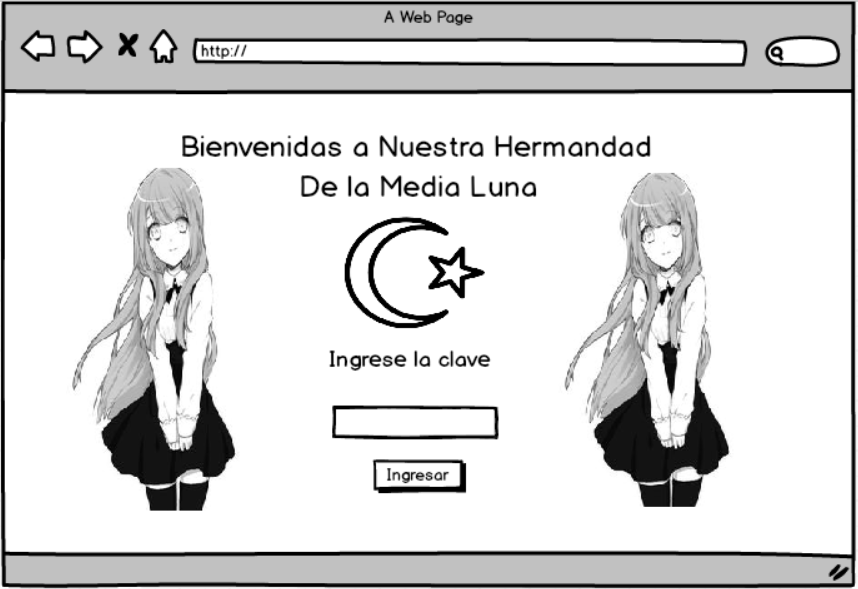 A Web Page
http://
Bienvenidas a Nuestra Hermandad
De la Media Luna
Ingrese la clave
Ingresar